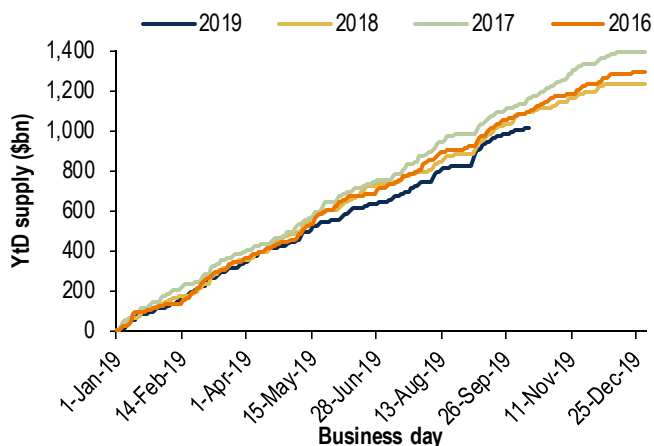 2019 2018 2017 2016
YtD supply ($bn)
1,400
1,200
1,000
800
600
400
200
0
1-Jan-19
14-Feb-19
1-Apr-19
15-May-19
28-Jun-19
13-Aug-19
26-Sep-19
11-Nov-19
25-Dec-19
Business day